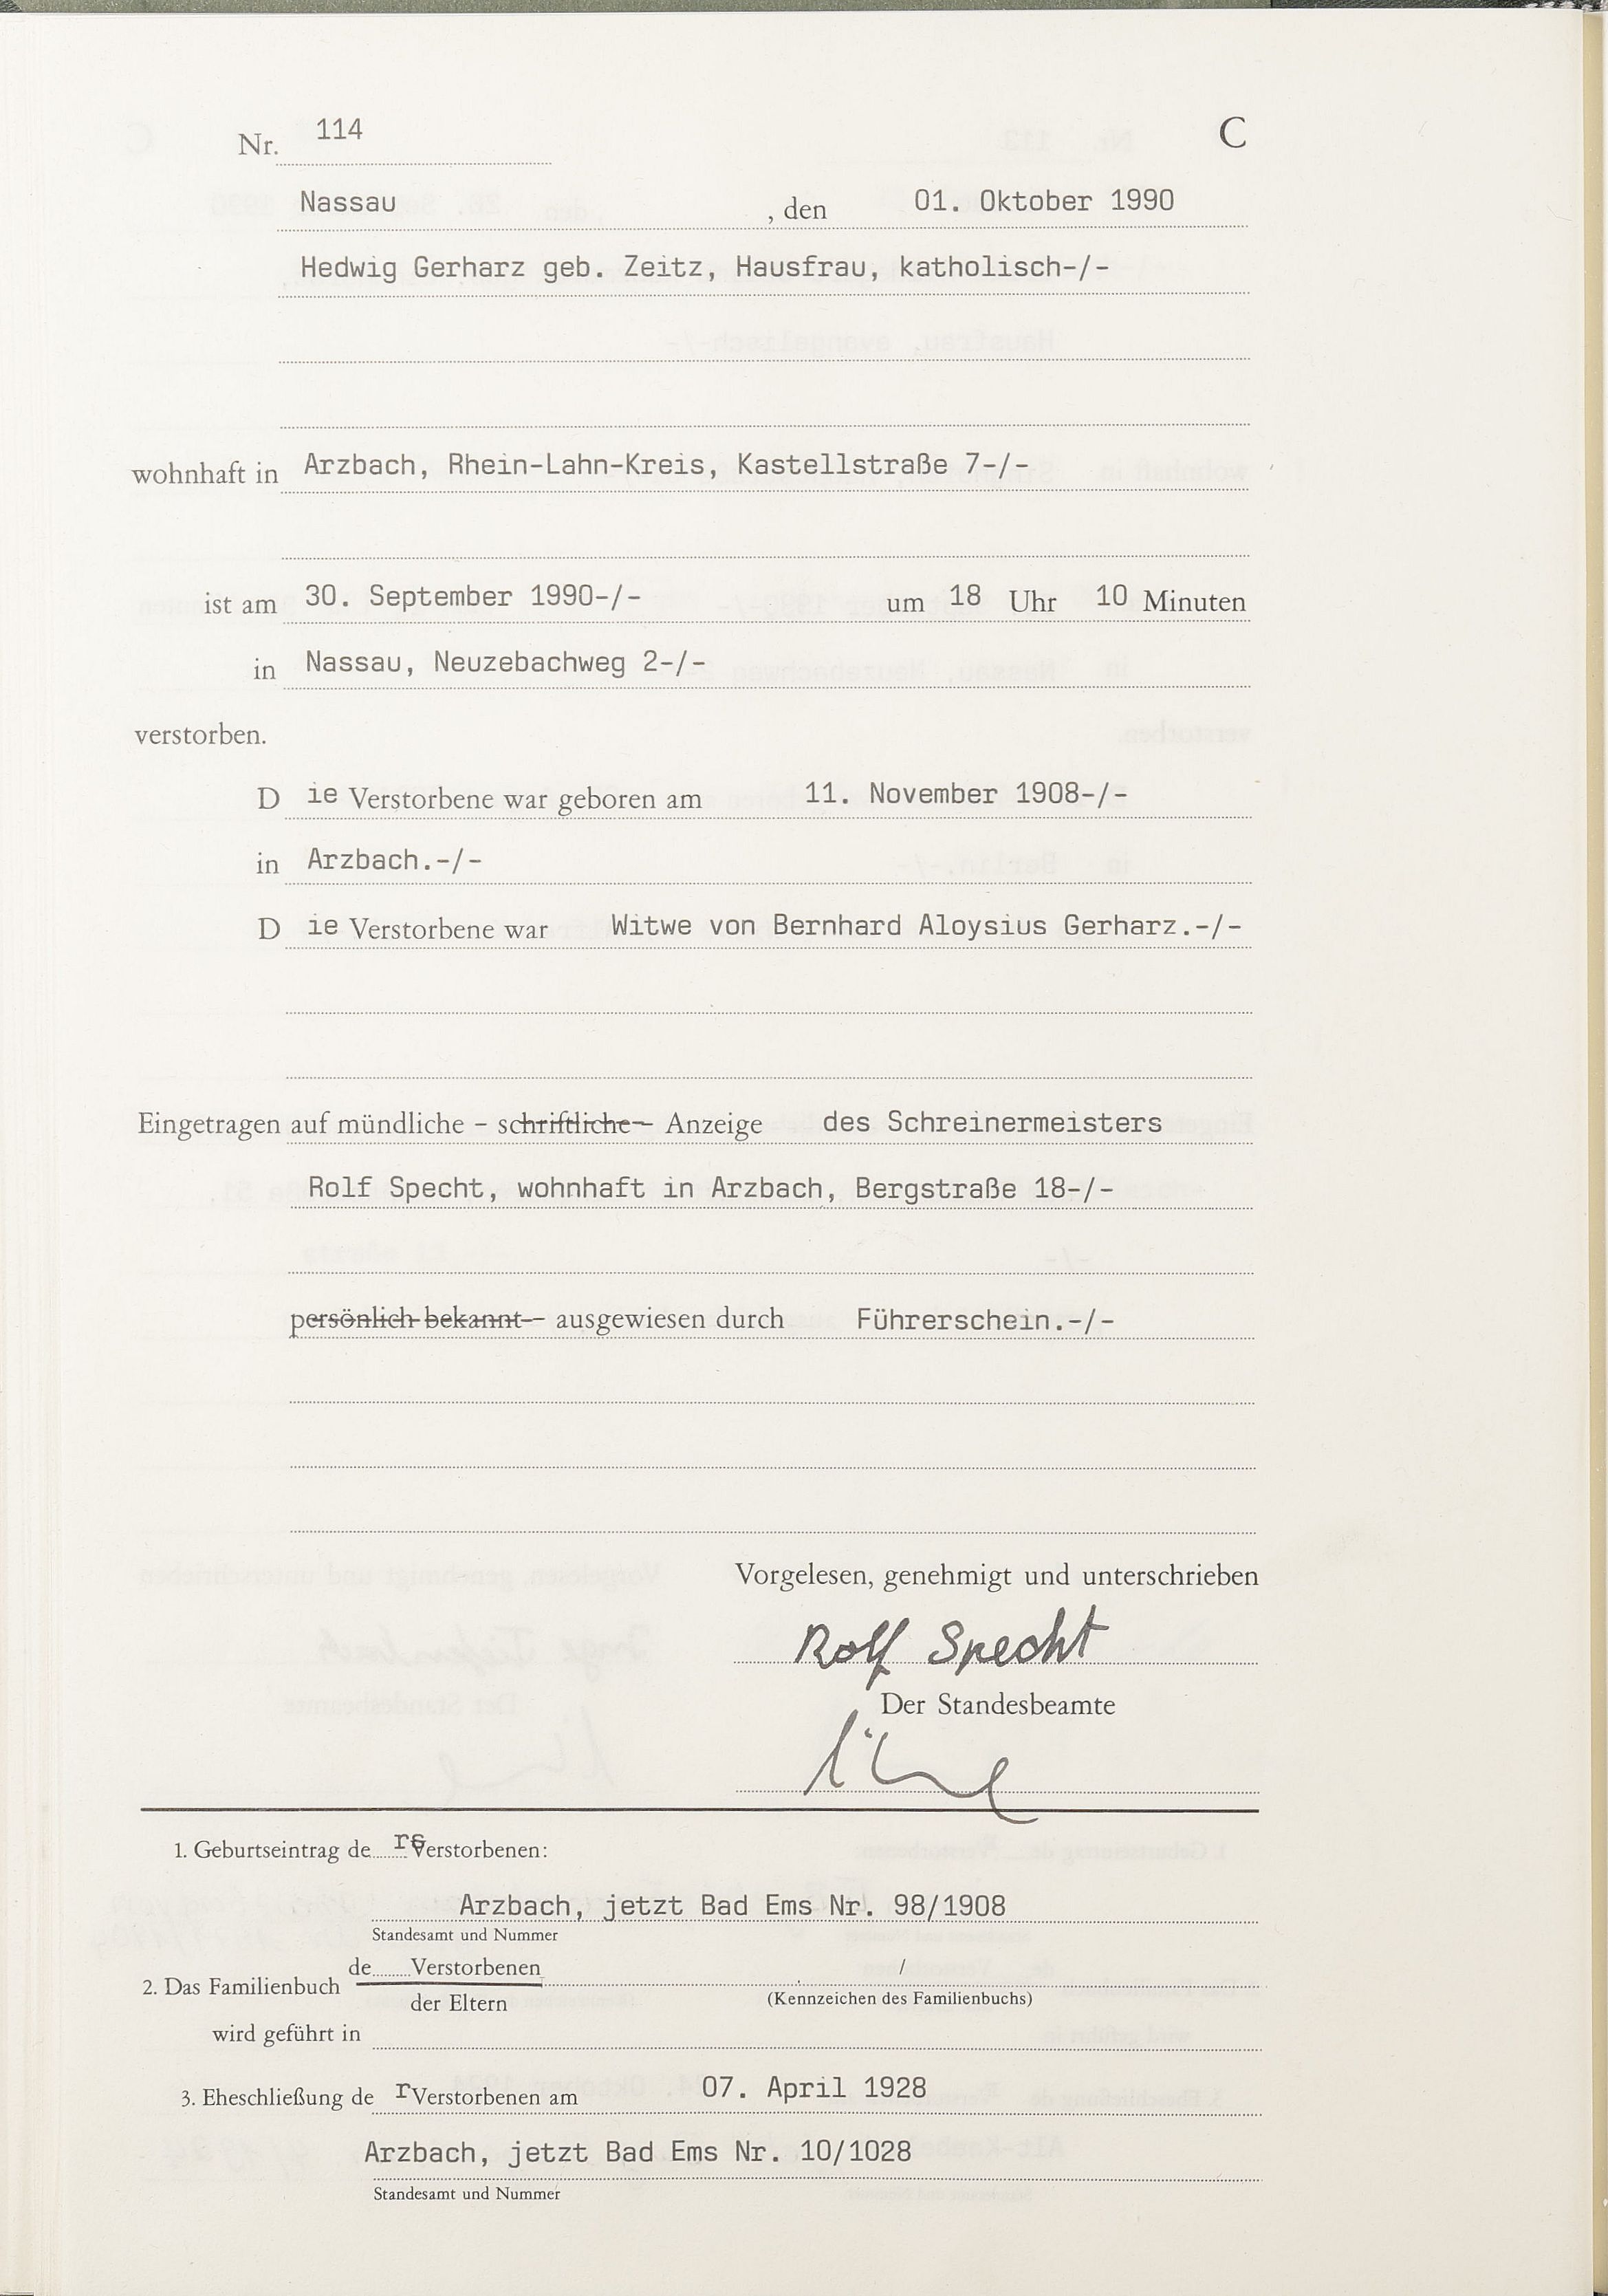 Nr. 114 C
Nassau , den 01. Oktober 1990
Hedwig Gerharz geb. Zeitz, Hausfrau, katholisch-/-
wohnhaft in Arzbach, Rhein-Lahn-Kreis, Kastellstraße 7-/-
ist am 30. September 1990-/- um 18 Uhr 10 Minuten
in Nassau, Neuzebachweg 2-/-
verstorben.
D ie Verstorbene war geboren am 11. November 1908-/-
in Arzbach.-/-
D ie Verstorbene war Witwe von Bernhard Aloysius Gerharz.-/-
Eingetragen auf mündliche – schriftliche – Anzeige des Schreinermeisters
Rolf Specht, wohnhaft in Arzbach, Bergstraße 18-/-
persönlich bekannt – ausgewiesen durch Führerschein.-/-
Vorgelesen, genehmigt und unterschrieben
Rolf Specht
Der Standesbeamte
1. Geburtseintrag de rs Verstorbenen:
Arzbach, jetzt Bad Ems Nr. 98/1908
Standesamt und Nummer
de Verstorbenen /
2. Das Familienbuch
der Eltern (Kennzeichen des Familienbuchs)
wird geführt in
3. Eheschließung de r Verstorbenen am 07. April 1928
Arzbach, jetzt Bad Ems Nr. 10/1028
Standesamt und Nummer